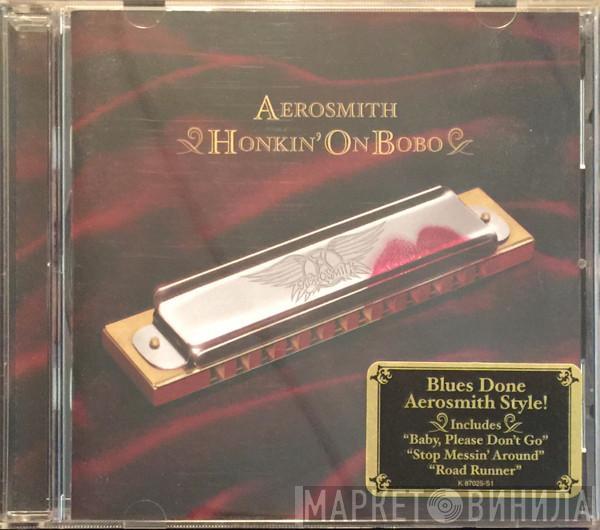 AEROSMITH
HONKIN' ON BOBO
AEROSMITH
Blues Done
Aerosmith Style!
Includes
"Baby, Please Don't Go"
"Stop Messin' Around"
"Road Runner"
K 87025-S1
МАРКЕТ ВИНИЛА